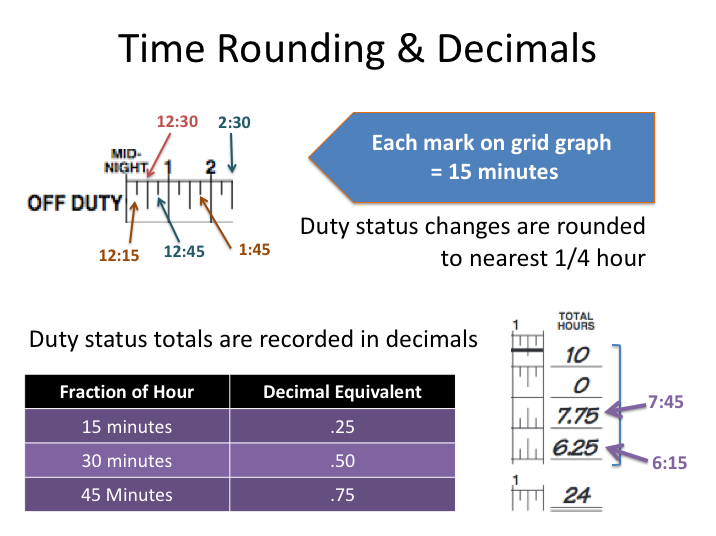 Time Rounding & Decimals
12:30 2:30
MID-
NIGHT 1 2
OFF DUTY
12:15 12:45 1:45
Each mark on grid graph
= 15 minutes
Duty status changes are rounded
to nearest 1/4 hour
Duty status totals are recorded in decimals
Fraction of Hour Decimal Equivalent
15 minutes .25
30 minutes .50
45 Minutes .75
TOTAL
1 HOURS
10
0
7.75 7:45
6.25 6:15
1 24